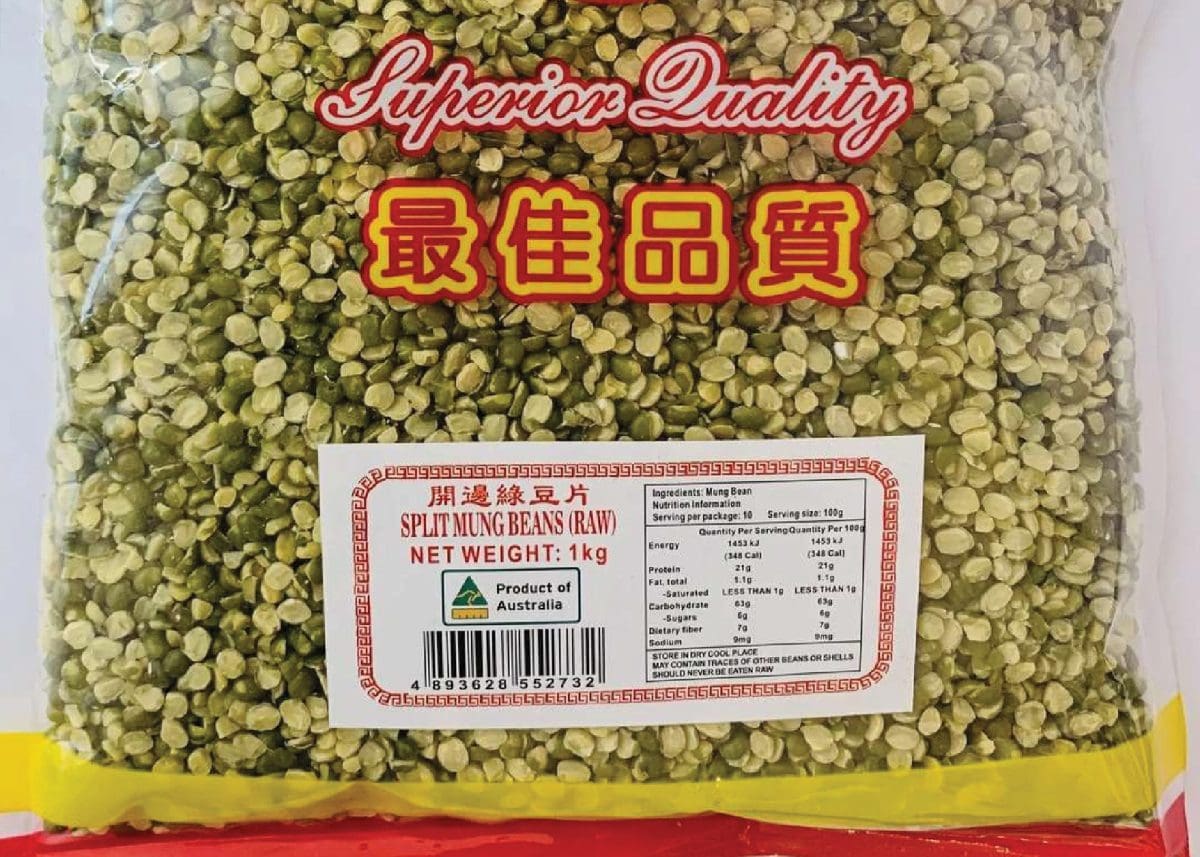 Superior Quality
最佳品質
開邊綠豆片
SPLIT MUNG BEANS (RAW)
NET WEIGHT: 1kg
Product of
Australia
4 893628 552732
Ingredients: Mung Bean
Nutrition Information
Serving per package: 10 Serving size: 100g
Quantity Per Serving Quantity Per 100g
Energy 1453 kJ 1453 kJ
(348 Cal) (348 Cal)
Protein 21g 21g
Fat, total 1.1g 1.1g
-Saturated LESS THAN 1g LESS THAN 1g
Carbohydrate 63g 63g
-Sugars 6g 6g
Dietary fiber 7g 7g
Sodium 9mg 9mg
STORE IN DRY COOL PLACE
MAY CONTAIN TRACES OF OTHER BEANS OR SHELLS
SHOULD NEVER BE EATEN RAW